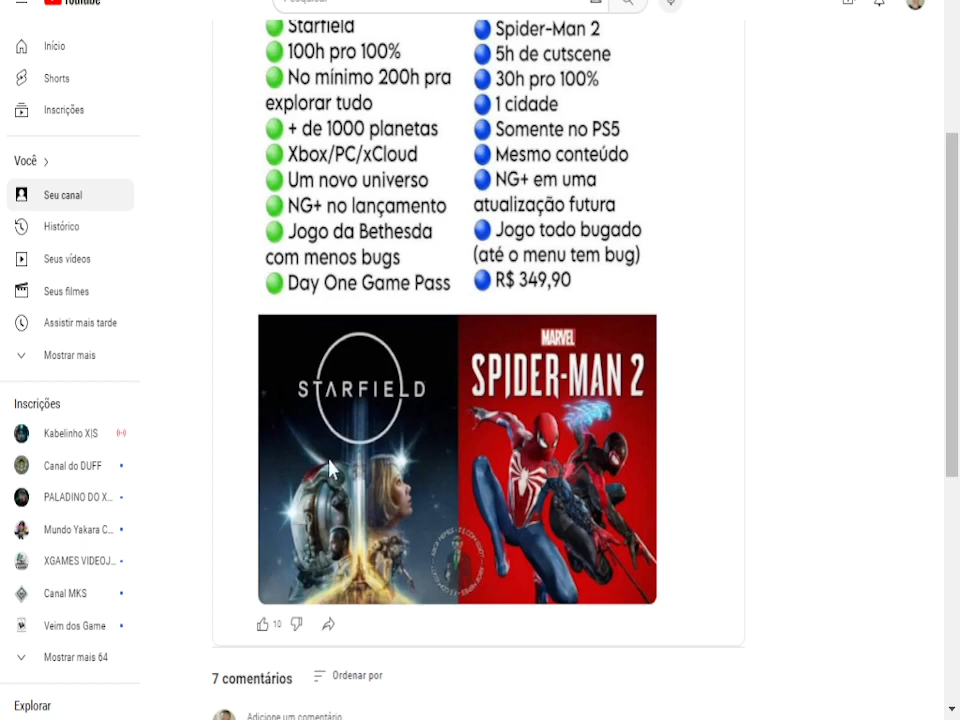 YouTube
Pesquisar
Início
Shorts
Inscrições
Você
Seu canal
Histórico
Seus vídeos
Seus filmes
Assistir mais tarde
Mostrar mais
Inscrições
Kabelinho X|S
Canal do DUFF
PALADINO DO X...
Mundo Yakara C...
XGAMES VIDEOJ...
Canal MKS
Veim dos Game
Mostrar mais 64
Explorar
Starfield
100h pro 100%
No mínimo 200h pra
explorar tudo
+ de 1000 planetas
Xbox/PC/xCloud
Um novo universo
NG+ no lançamento
Jogo da Bethesda
com menos bugs
Day One Game Pass
Spider-Man 2
5h de cutscene
30h pro 100%
1 cidade
Somente no PS5
Mesmo conteúdo
NG+ em uma
atualização futura
Jogo todo bugado
(até o menu tem bug)
R$ 349,90
STARFIELD
MARVEL
SPIDER-MAN 2
10
7 comentários
Ordenar por
Adicione um comentário